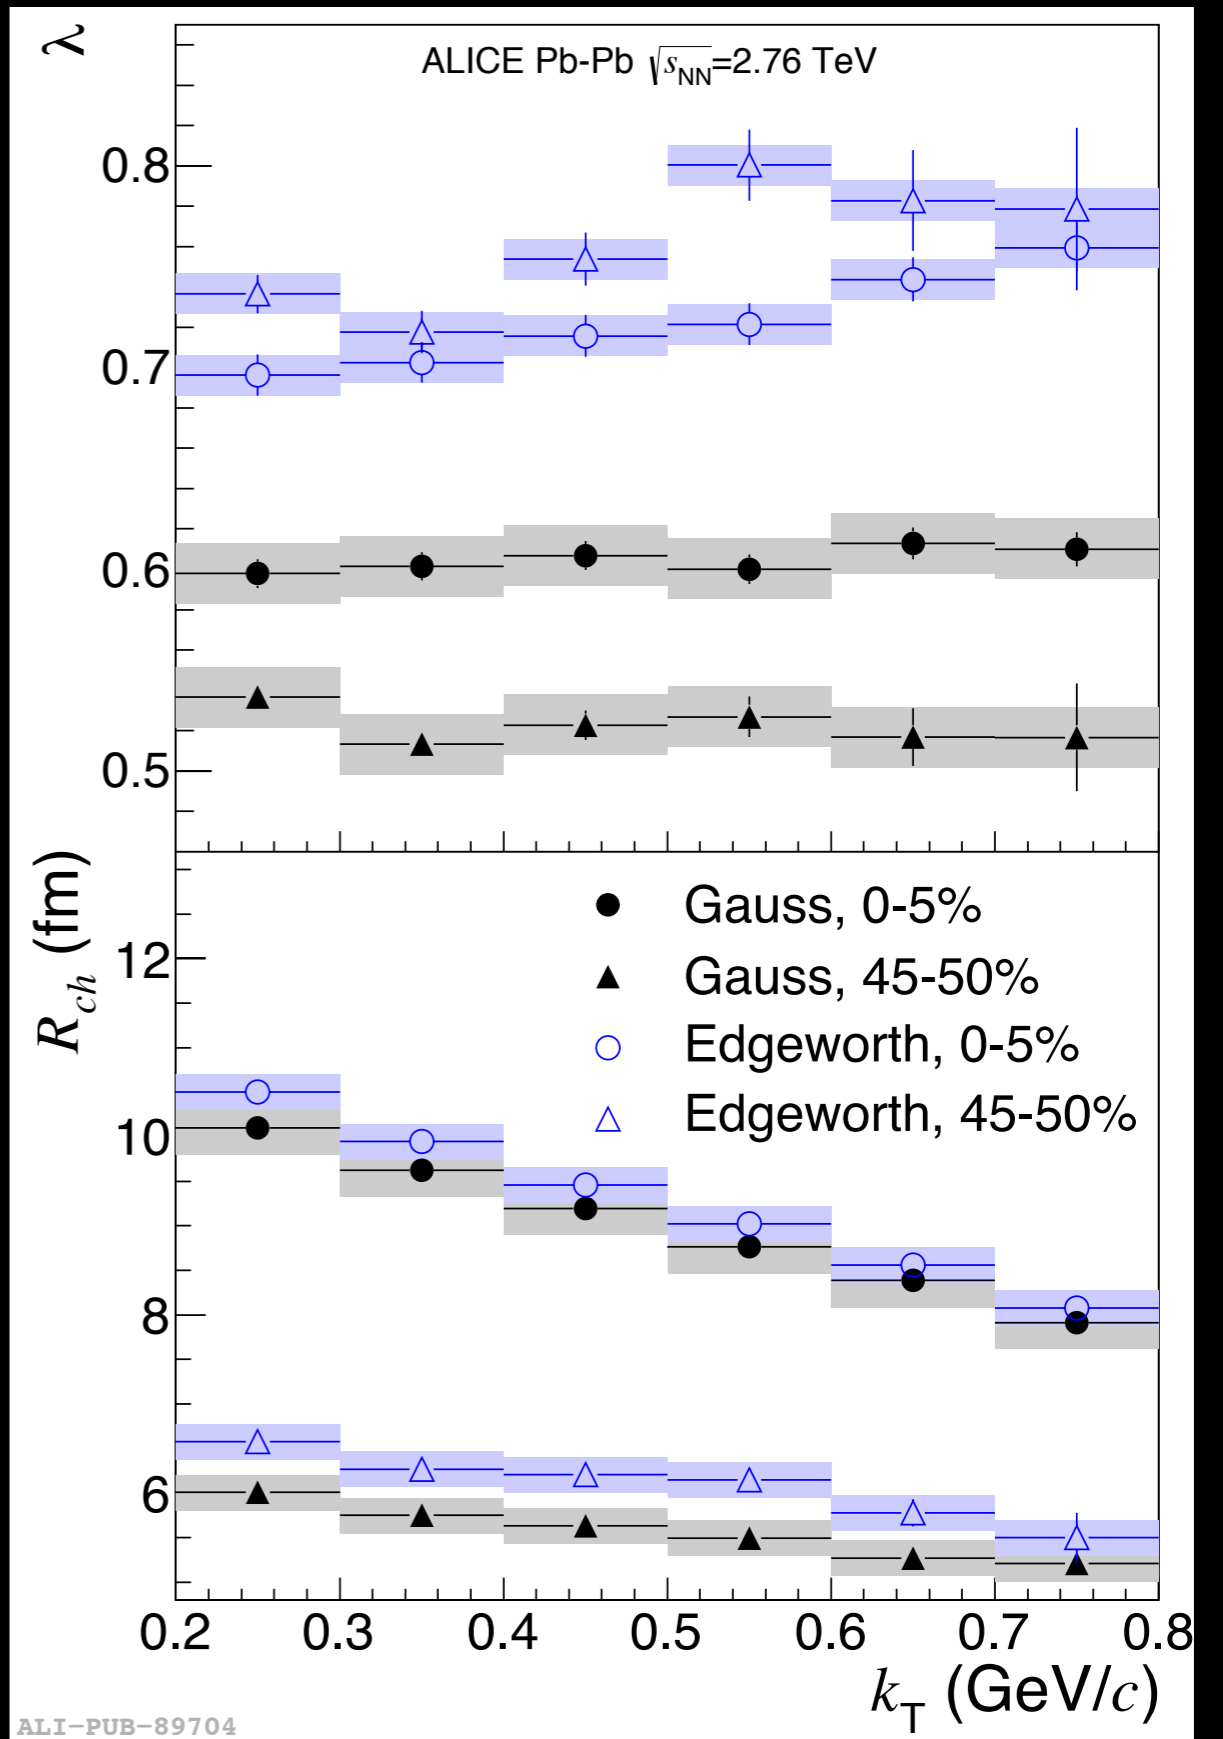 λ
ALICE Pb-Pb √sNN=2.76 TeV
0.8
0.7
0.6
0.5
Rch (fm)
Gauss, 0-5%
Gauss, 45-50%
Edgeworth, 0-5%
Edgeworth, 45-50%
12
10
8
6
0.2 0.3 0.4 0.5 0.6 0.7 0.8
kT (GeV/c)
ALI-PUB-89704